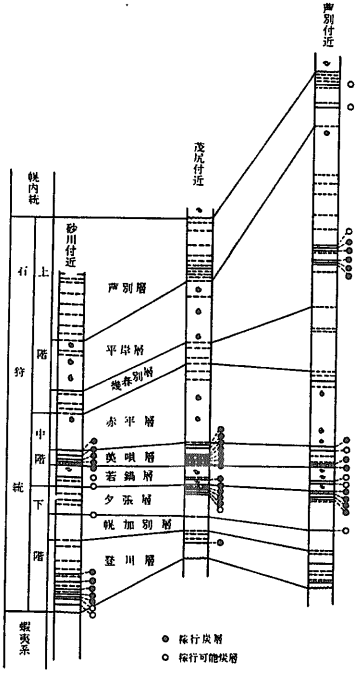 芦別付近
茂尻付近
砂川付近
幌内統
石狩統
上階
中階
下階
蝦夷系
芦別層
平岸層
幾春別層
赤平層
美唄層
若鍋層
夕張層
幌加別層
登川層
稼行炭層
稼行可能炭層